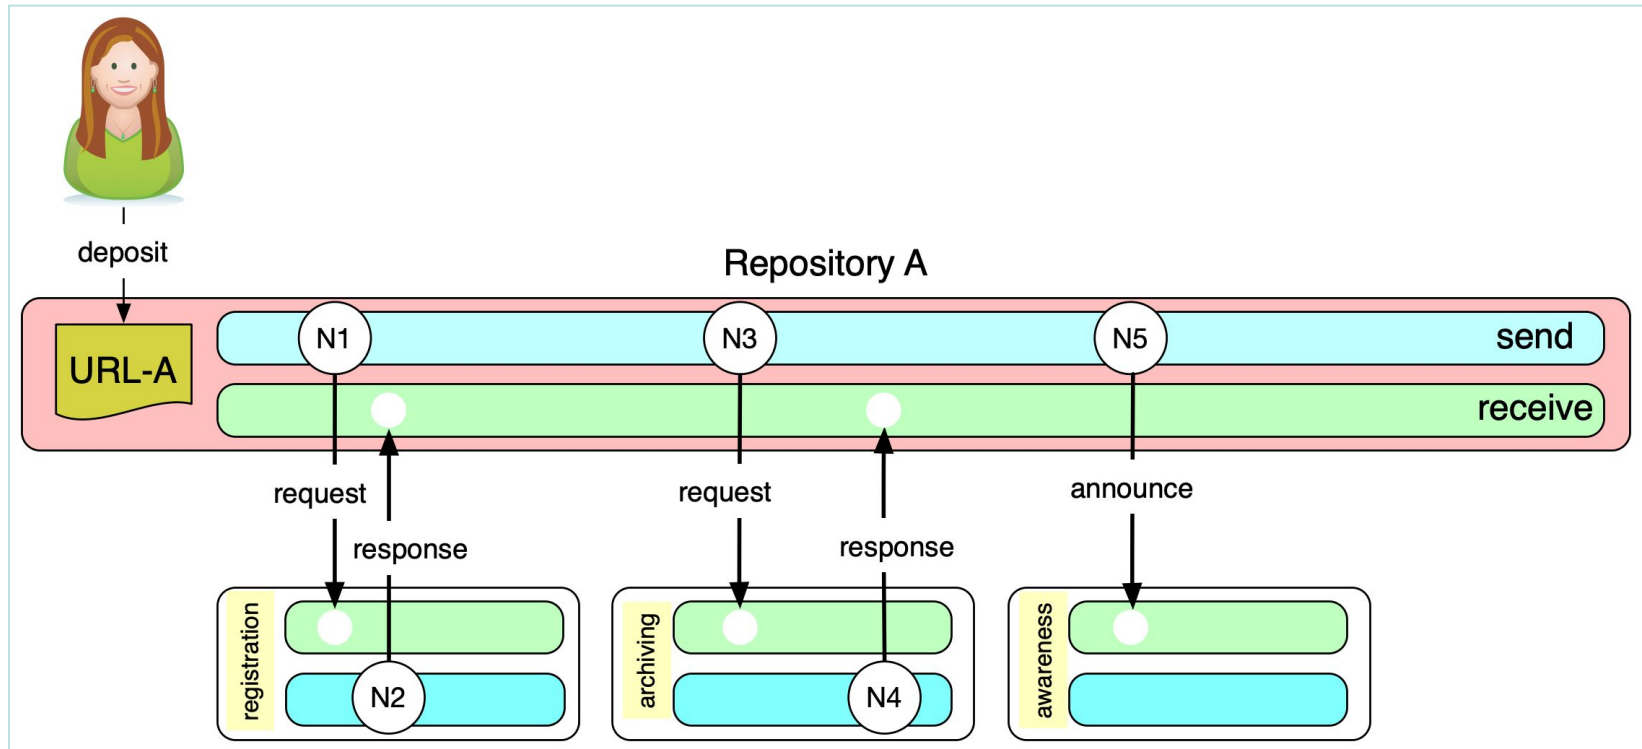 deposit
Repository A
URL-A
N1
N3
N5
send
receive
request
response
request
response
announce
registration
N2
archiving
N4
awareness